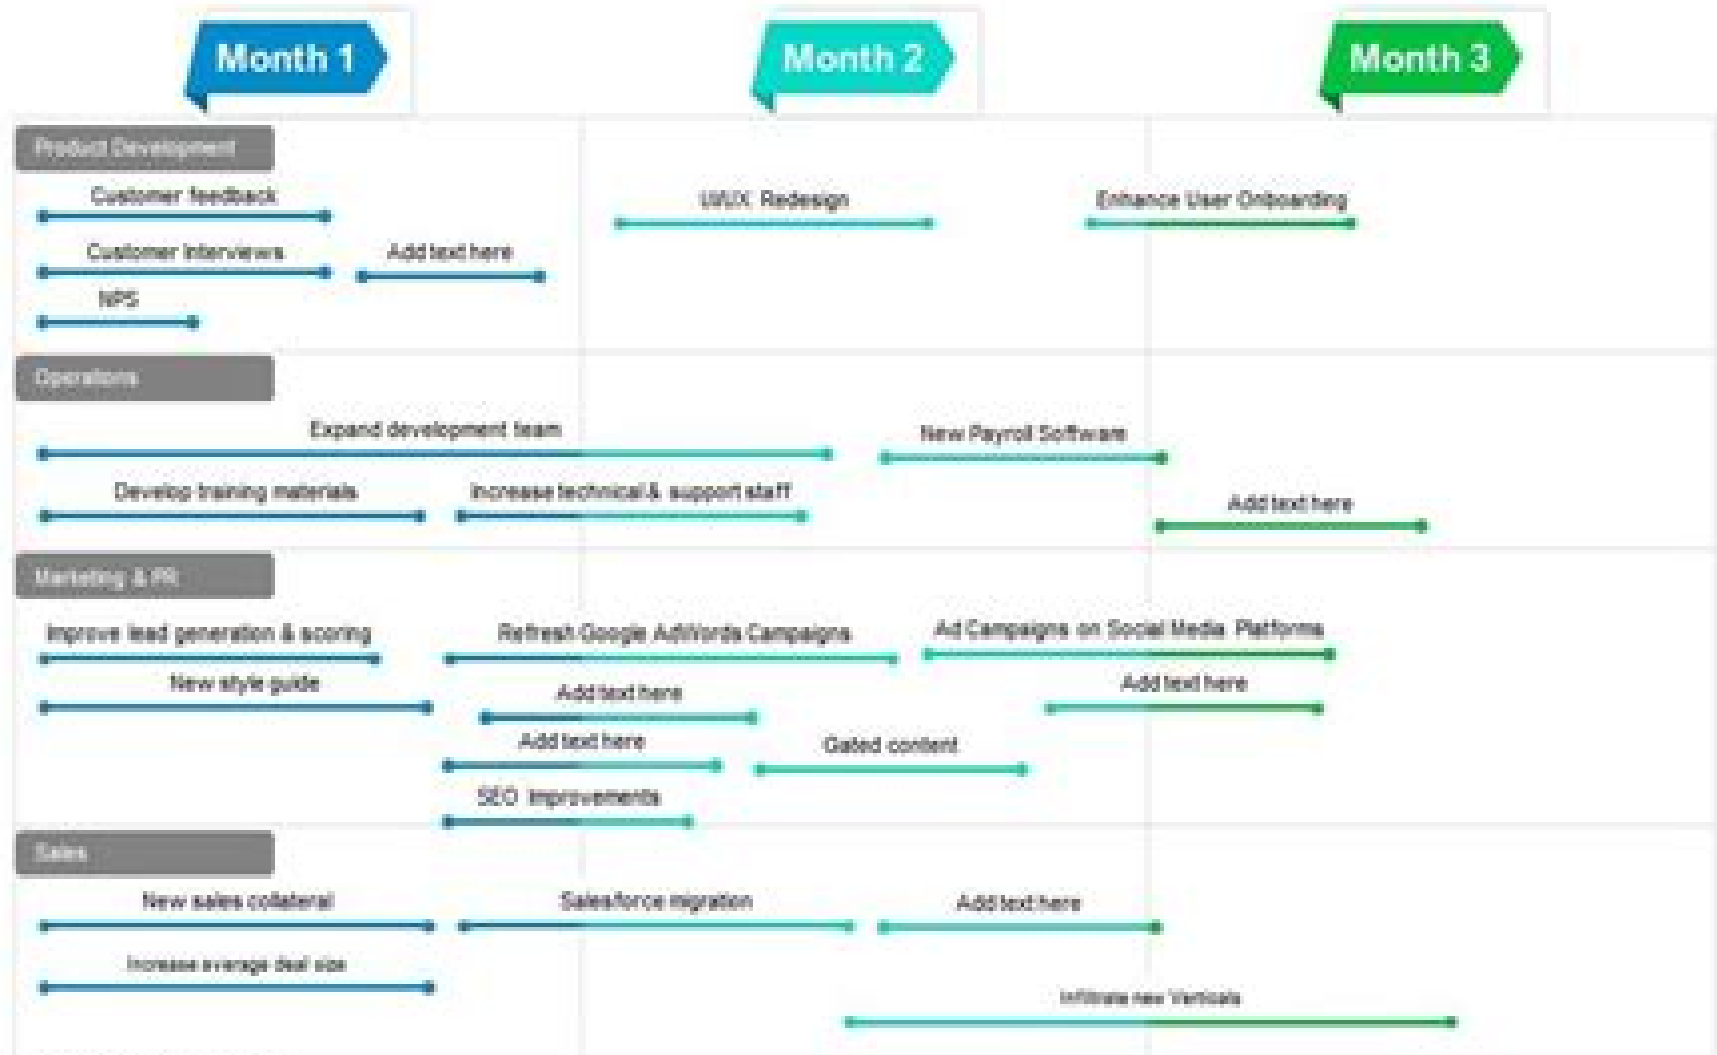 Month 1
Month 2
Month 3
Product Development
Customer feedback
UI/UX Redesign
Enhance User Onboarding
Customer Interviews
Add text here
NPS
Operations
Expand development team
New Payroll Software
Develop training materials
Increase technical & support staff
Add text here
Marketing & PR
Improve lead generation & scoring
Refresh Google AdWords Campaigns
Ad Campaigns on Social Media Platforms
New style guide
Add text here
Add text here
Add text here
Gated content
SEO Improvements
Sales
New sales collateral
Salesforce migration
Add text here
Increase average deal size
Infiltrate new Verticals